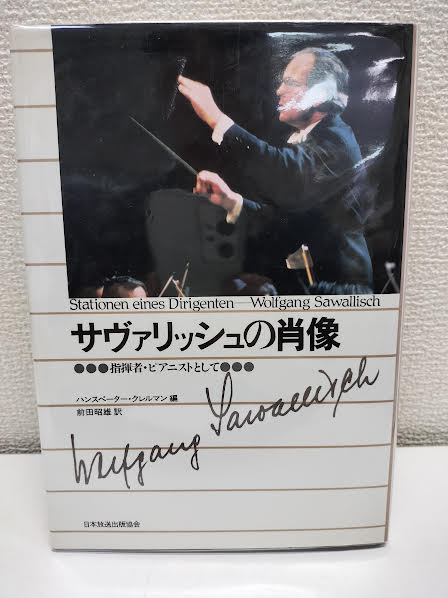 Stationen eines Dirigenten—Wolfgang Sawallisch
サヴァリッシュの肖像
●●●指揮者・ピアニストとして●●●
ハンスペーター・クレルマン 編
前田昭雄 訳
Wolfgang Sawallisch
日本放送出版協会